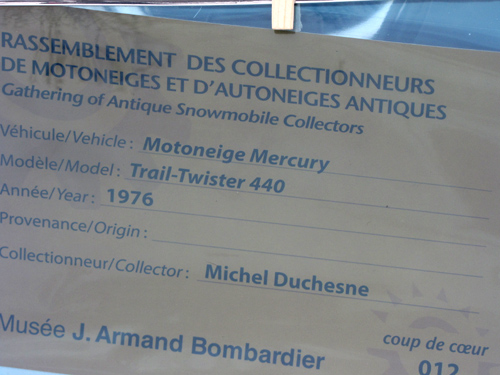 RASSEMBLEMENT DES COLLECTIONNEURS
DE MOTONEIGES ET D'AUTONEIGES ANTIQUES
Gathering of Antique Snowmobile Collectors
Véhicule/Vehicle: Motoneige Mercury
Modèle/Model: Trail-Twister 440
Année/Year: 1976
Provenance/Origin:
Collectionneur/Collector: Michel Duchesne
Musée J. Armand Bombardier
coup de cœur
012